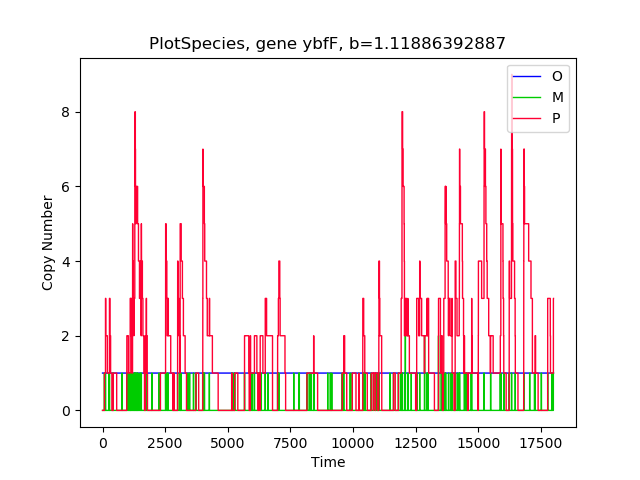 PlotSpecies, gene ybfF, b=1.11886392887
O
M
P
Copy Number
8
6
4
2
0
0 2500 5000 7500 10000 12500 15000 17500
Time